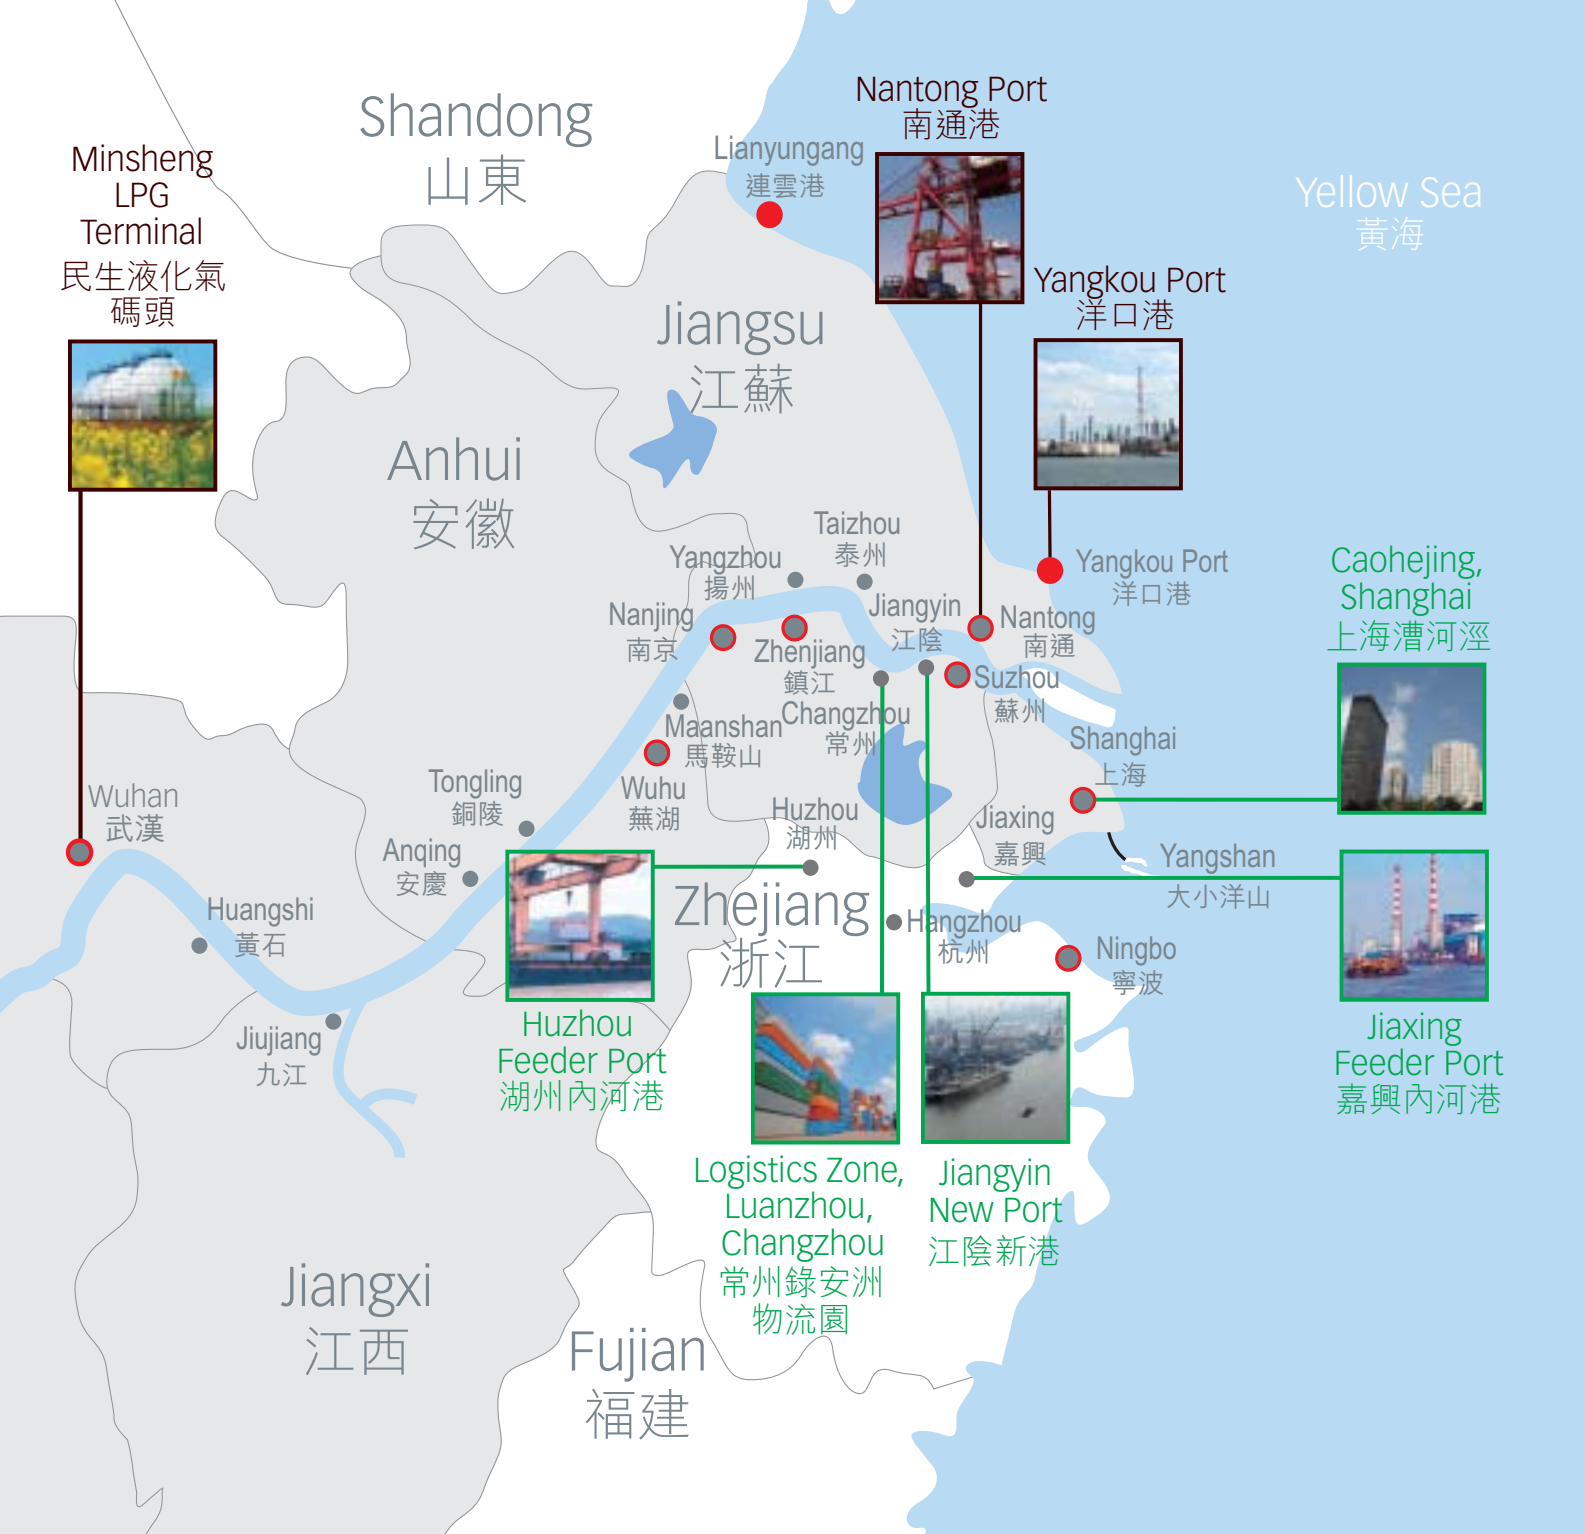 Shandong
山東
Minsheng
LPG
Terminal
民生液化氣
碼頭
Lianyungang
連雲港
Nantong Port
南通港
Yellow Sea
黃海
Yangkou Port
洋口港
Jiangsu
江蘇
Anhui
安徽
Taizhou
泰州
Yangzhou
揚州
Nanjing
南京
Zhenjiang
鎮江
Jiangyin
江陰
Nantong
南通
Yangkou Port
洋口港
Suzhou
蘇州
Caohejing,
Shanghai
上海漕河涇
Changzhou
常州
Maanshan
馬鞍山
Wuhu
蕪湖
Shanghai
上海
Tongling
銅陵
Anqing
安慶
Wuhan
武漢
Huangshi
黃石
Jiujiang
九江
Huzhou
湖州
Jiaxing
嘉興
Yangshan
大小洋山
Zhejiang
浙江
Hangzhou
杭州
Ningbo
寧波
Huzhou
Feeder Port
湖州內河港
Jiaxing
Feeder Port
嘉興內河港
Logistics Zone,
Luanzhou,
Changzhou
常州錄安洲
物流園
Jiangyin
New Port
江陰新港
Jiangxi
江西
Fujian
福建